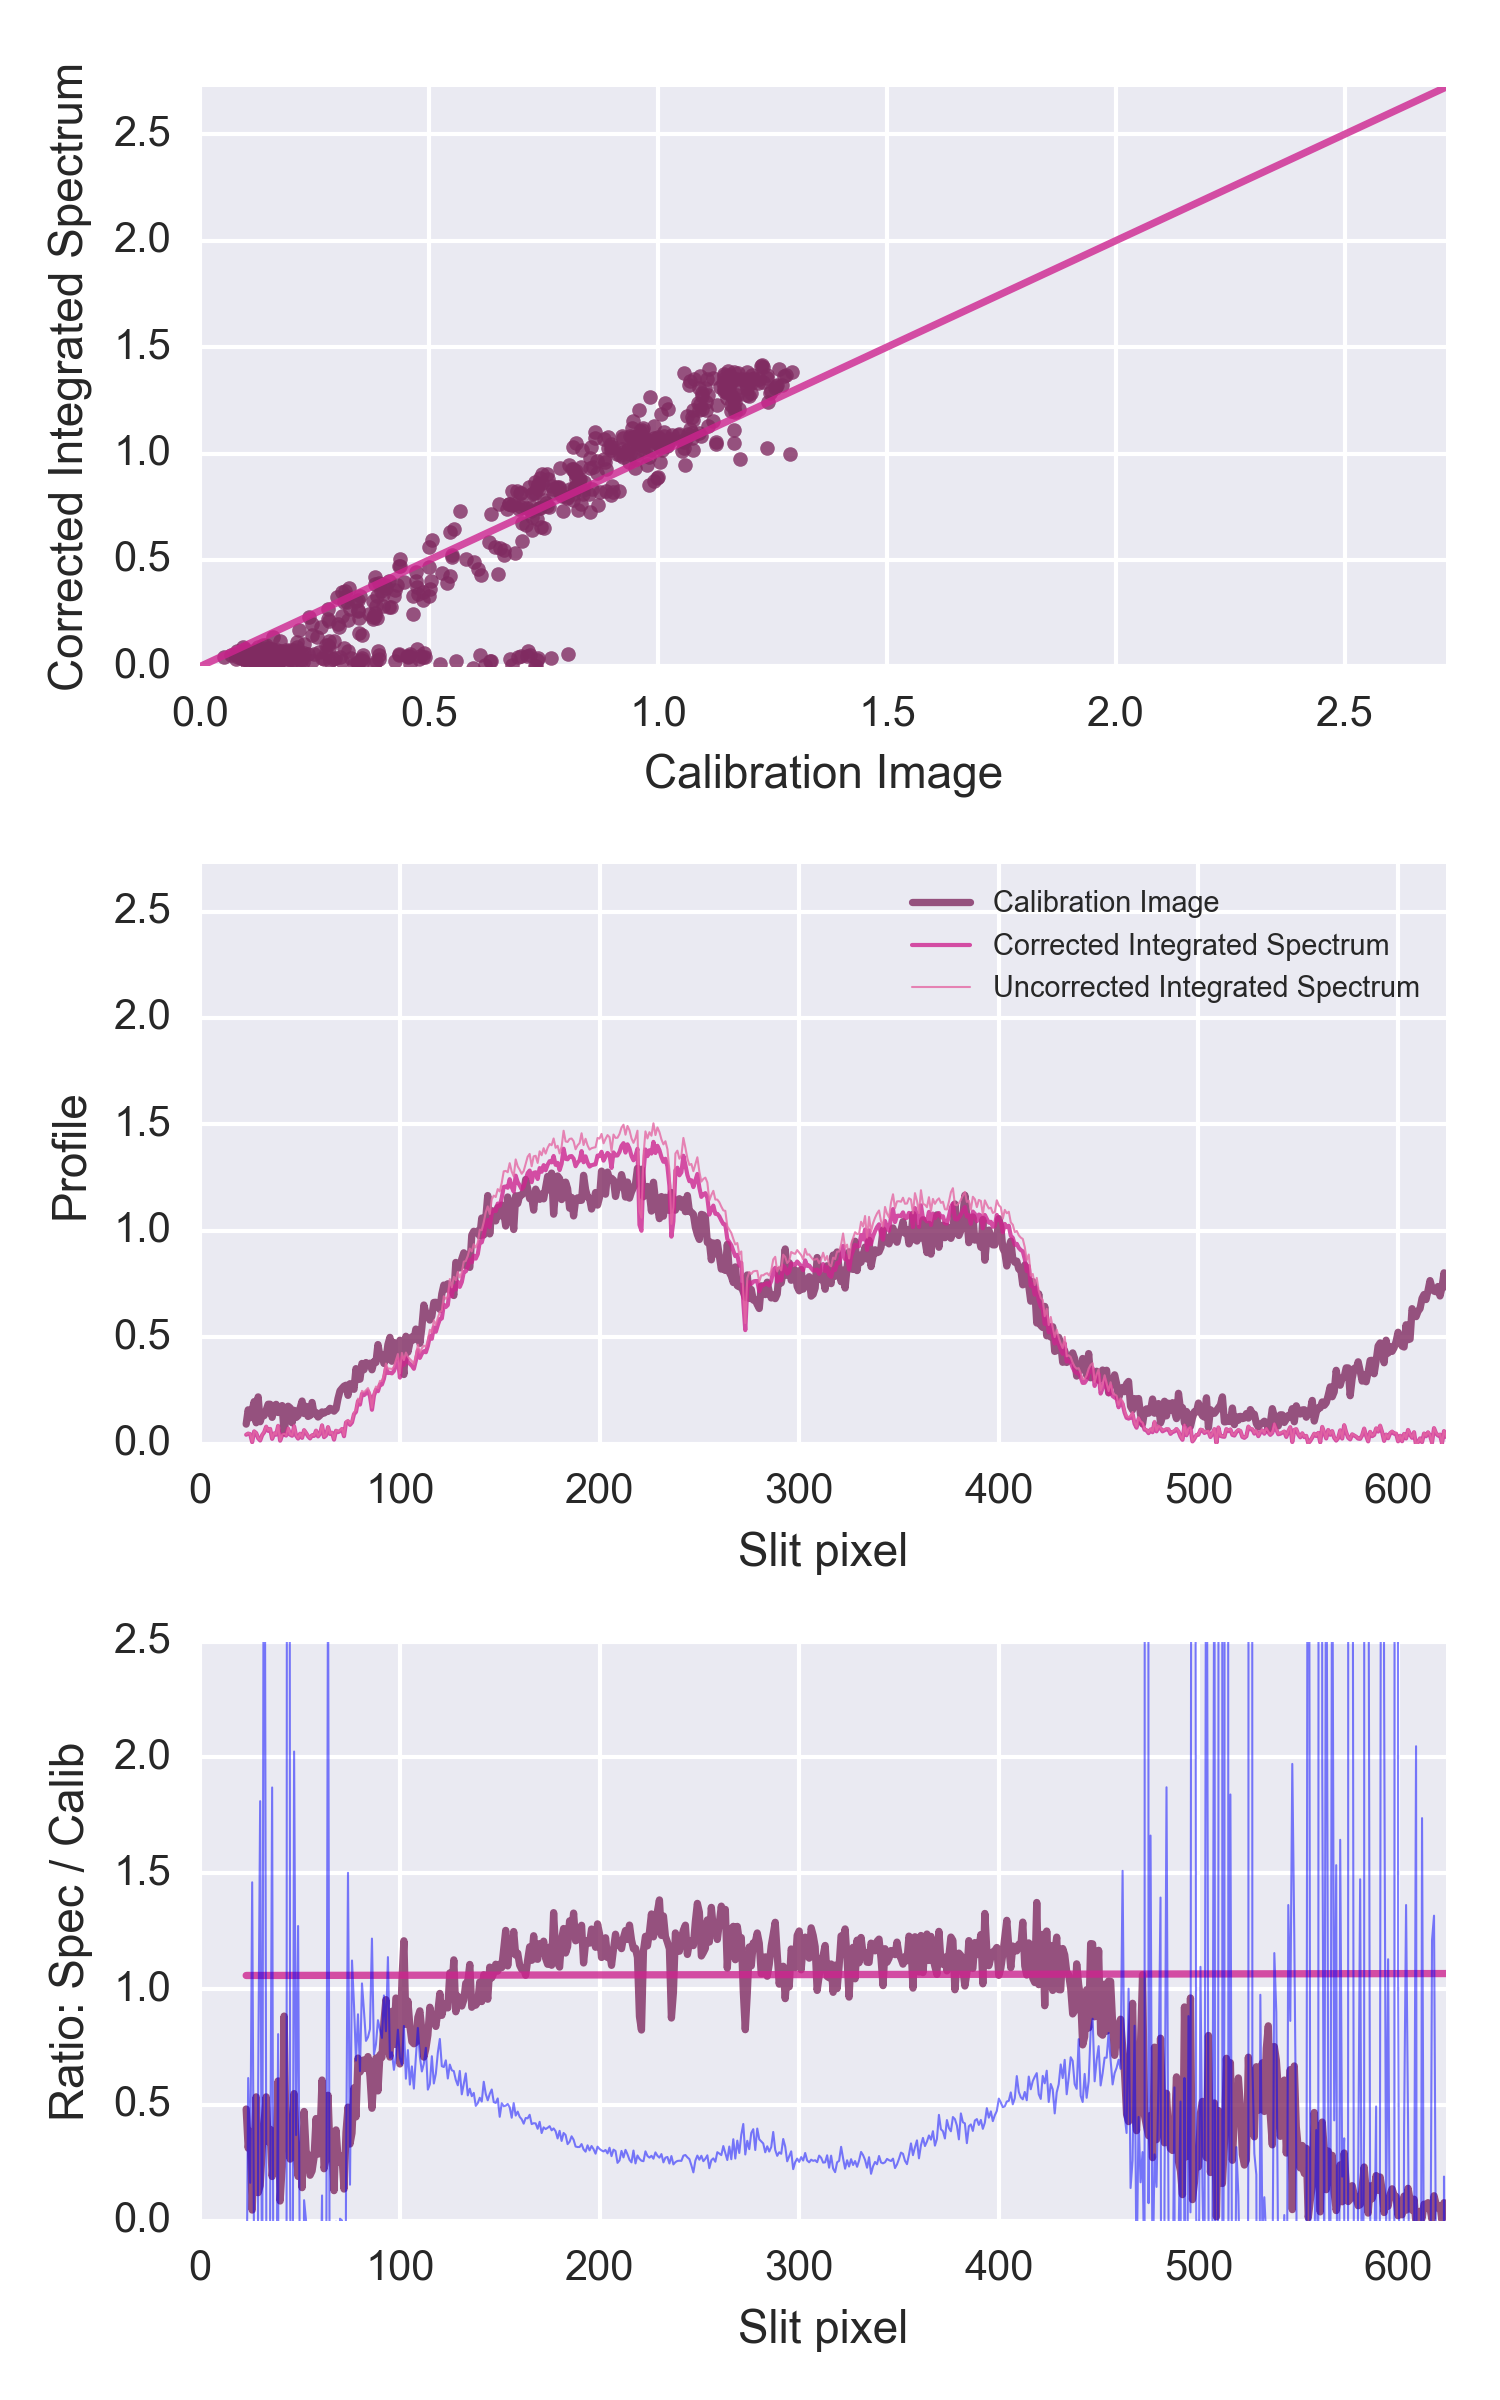 Corrected Integrated Spectrum
2.5
2.0
1.5
1.0
0.5
0.0
0.0 0.5 1.0 1.5 2.0 2.5
Calibration Image
Profile
2.5
2.0
1.5
1.0
0.5
0.0
Calibration Image
Corrected Integrated Spectrum
Uncorrected Integrated Spectrum
0 100 200 300 400 500 600
Slit pixel
Ratio: Spec / Calib
2.5
2.0
1.5
1.0
0.5
0.0
0 100 200 300 400 500 600
Slit pixel